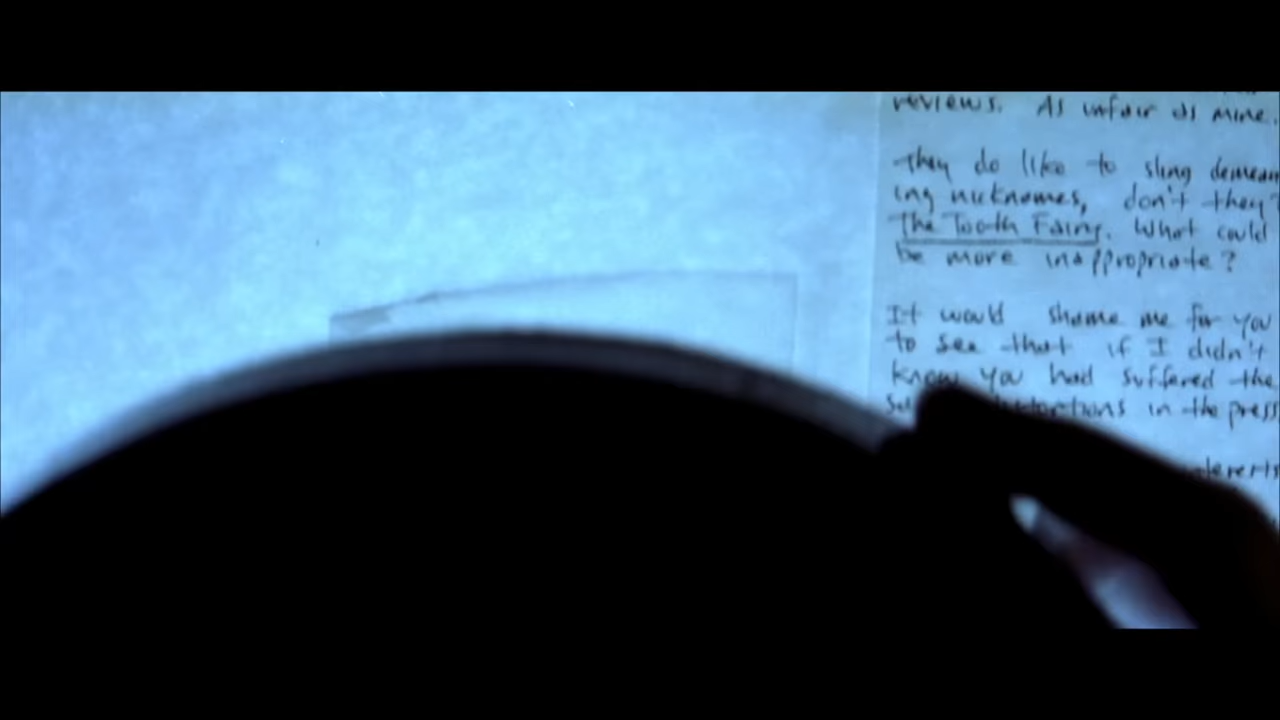 reviews. As unfair as mine.
They do like to sling demean
ing nicknames, don't they?
The Tooth Fairy. What could
be more inappropriate?
It would shame me for you
to see that if I didn't
know you had suffered the
distortions in the press